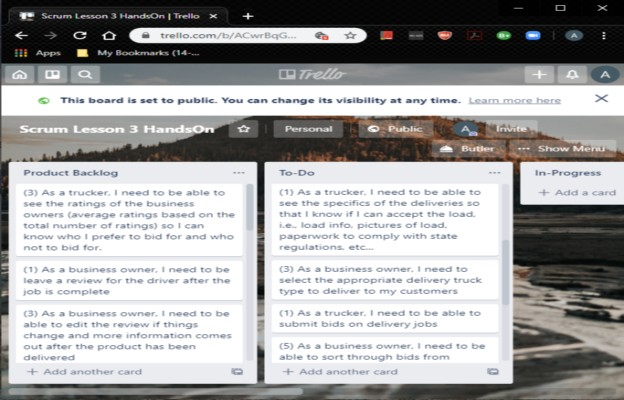 Scrum Lesson 3 HandsOn | Trello
trello.com/b/ACwrBqG...
Apps
My Bookmarks (14-...
Trello
A
This board is set to public. You can change its visibility at any time. Learn more here
Scrum Lesson 3 HandsOn
Personal
Public
A
Invite
Butler
... Show Menu
Product Backlog
(3) As a trucker, I need to be able to
see the ratings of the business
owners (average ratings based on the
total number of ratings) so I can
know who I prefer to bid for and who
not to bid for.
(1) As a business owner, I need to be
leave a review for the driver after the
job is complete
(3) As a business owner, I need to be
able to edit the review if things
change and more information comes
out after the product has been
delivered
+ Add another card
To-Do
(1) As a trucker, I need to be able to
see the specifics of the deliveries so
that I know if I can accept the load,
i.e., load info, pictures of load,
paperwork to comply with state
regulations, etc...
(3) As a business owner, I need to
select the appropriate delivery truck
type to deliver to my customers
(1) As a trucker, I need to be able to
submit bids on delivery jobs
(5) As a business owner, I need to be
able to sort through bids from
+ Add another card
In-Progress
+ Add a card